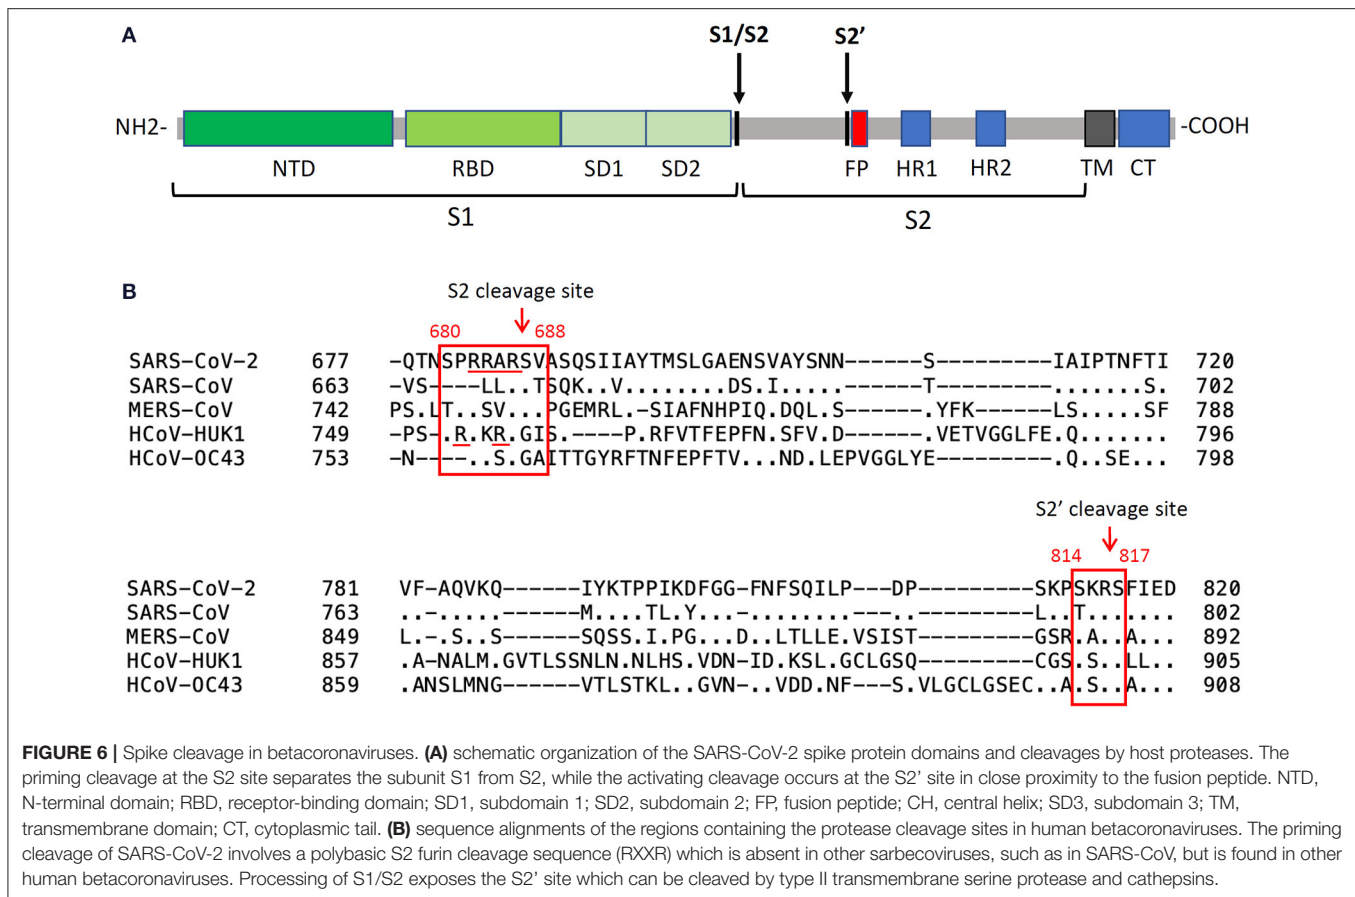 A
S1/S2
S2’
NH2-
-COOH
NTD
RBD
SD1
SD2
FP
HR1
HR2
TM
CT
S1
S2
B
S2 cleavage site
680
688
SARS-CoV-2 677 -QTNSPRRARSVASQSIIAYTMSLGAENSVAYSNN------S---------IAIPTNFTI 720
SARS-CoV 663 -VS----LL..TSQK..V........DS.I.....------T---------.......S. 702
MERS-CoV 742 PS.LT..SV...PGEMRL.-SIAFNHPIQ.DQL.S------.YFK------LS.....SF 788
HCoV-HUK1 749 -PS-.R.KR.GIS.----P.RFVTFEPFN.SFV.D------.VETVGGLFE.Q....... 796
HCoV-OC43 753 -N----..S.GAITTGYRFTNFEPFTV...ND.LEPVGGLYE---------.Q..SE... 798
S2’ cleavage site
814
817
SARS-CoV-2 781 VF-AQVKQ------IYKTPPIKDFGG-FNFSQILP---DP---------SKPSKRSFIED 820
SARS-CoV 763 ..-.....------M....TL.Y...-........---..---------L..T....... 802
MERS-CoV 849 L.-.S..S------SQSS.I.PG...D..LTLLE.VSIST---------GSR.A..A... 892
HCoV-HUK1 857 .A-NALM.GVTLSSNLN.NLHS.VDN-ID.KSL.GCLGSQ---------CGS.S..LL.. 905
HCoV-OC43 859 .ANSLMNG------VTLSTKL..GVN-..VDD.NF---S.VLGCLGSEC..A.S..A... 908
FIGURE 6 | Spike cleavage in betacoronaviruses. (A) schematic organization of the SARS-CoV-2 spike protein domains and cleavages by host proteases. The
priming cleavage at the S2 site separates the subunit S1 from S2, while the activating cleavage occurs at the S2’ site in close proximity to the fusion peptide. NTD,
N-terminal domain; RBD, receptor-binding domain; SD1, subdomain 1; SD2, subdomain 2; FP, fusion peptide; CH, central helix; SD3, subdomain 3; TM,
transmembrane domain; CT, cytoplasmic tail. (B) sequence alignments of the regions containing the protease cleavage sites in human betacoronaviruses. The priming
cleavage of SARS-CoV-2 involves a polybasic S2 furin cleavage sequence (RXXR) which is absent in other sarbecoviruses, such as in SARS-CoV, but is found in other
human betacoronaviruses. Processing of S1/S2 exposes the S2’ site which can be cleaved by type II transmembrane serine protease and cathepsins.